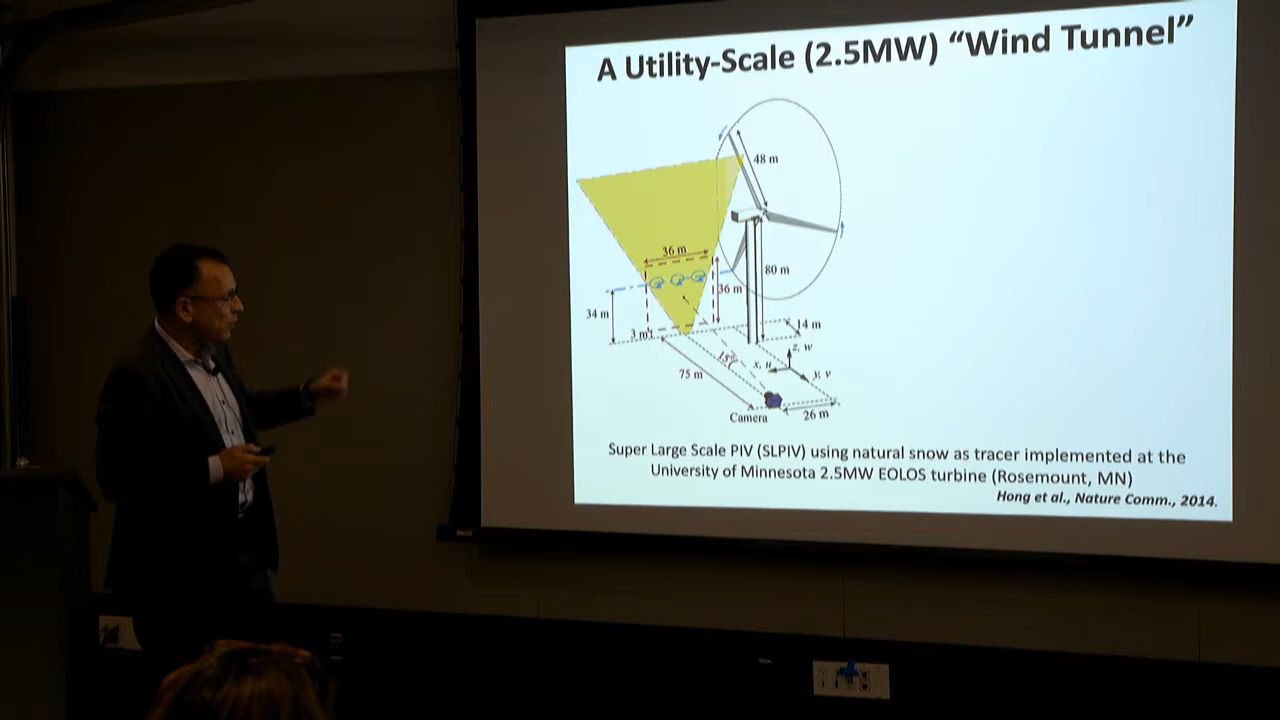 A Utility-Scale (2.5MW) “Wind Tunnel”
48 m
36 m
80 m
36 m
34 m
3 m
14 m
z, w
15°
x, u
75 m
y, v
Camera
26 m
Super Large Scale PIV (SLPIV) using natural snow as tracer implemented at the
University of Minnesota 2.5MW EOLOS turbine (Rosemount, MN)
Hong et al., Nature Comm., 2014.